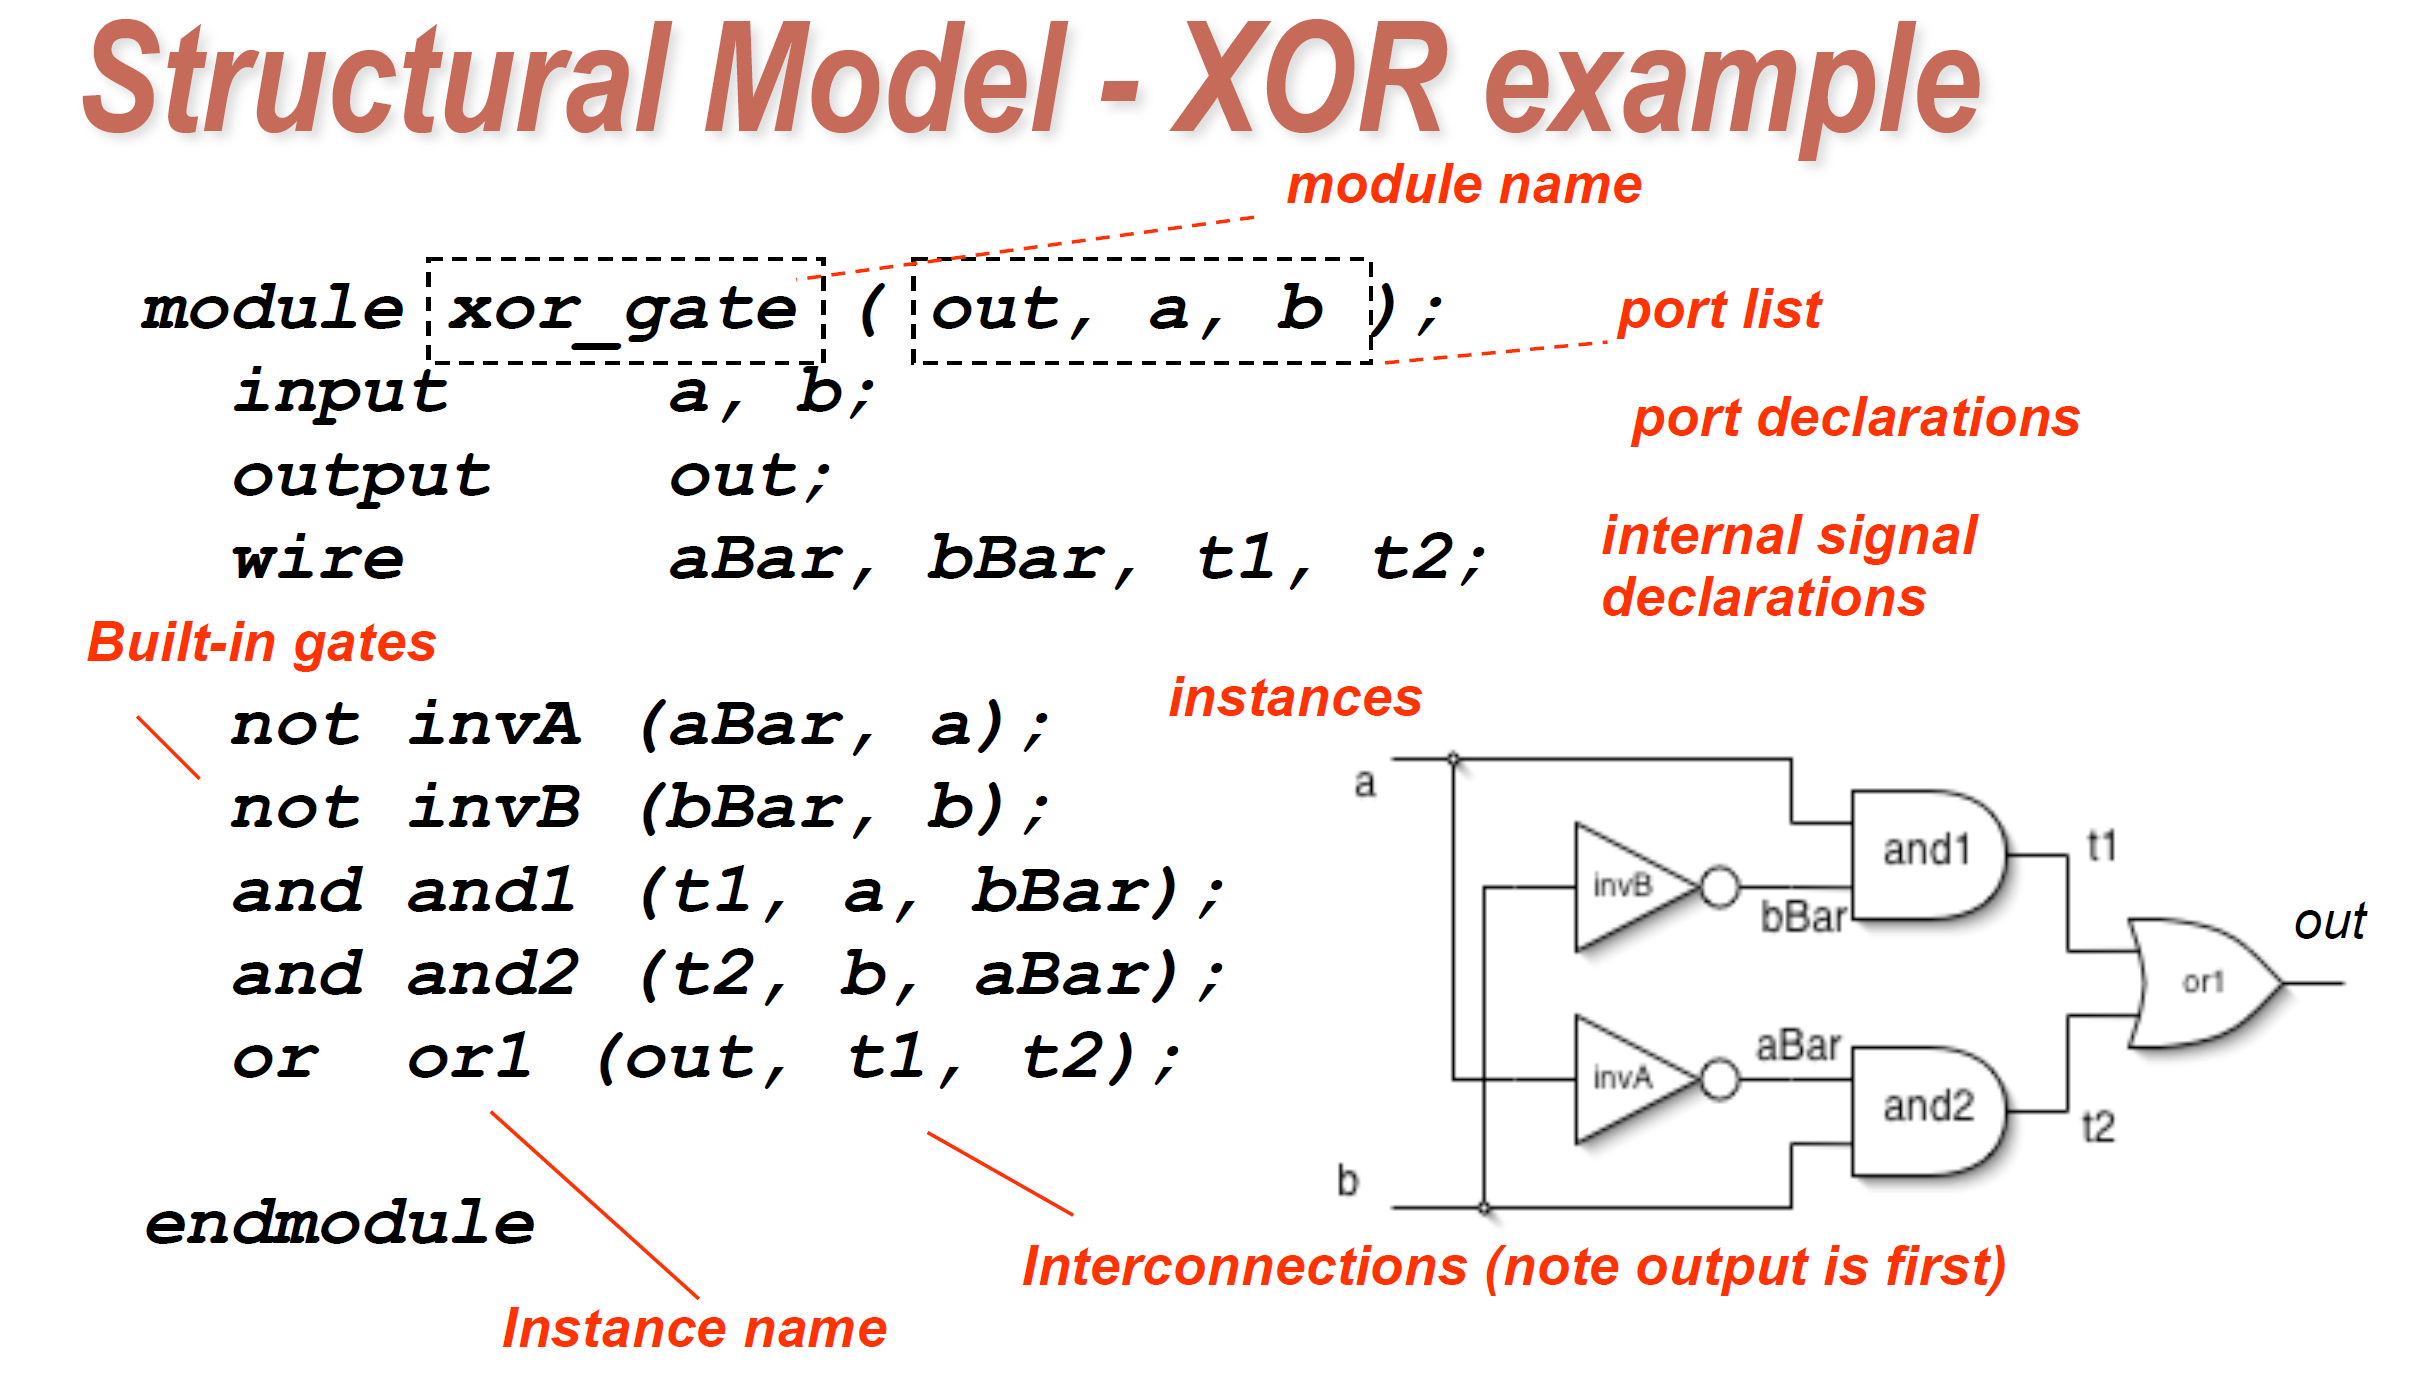 Structural Model - XOR example
module name
module xor_gate ( out, a, b );
port list
input a, b;
port declarations
output out;
wire aBar, bBar, t1, t2;
internal signal
declarations
Built-in gates
instances
not invA (aBar, a);
not invB (bBar, b);
and and1 (t1, a, bBar);
and and2 (t2, b, aBar);
or or1 (out, t1, t2);
endmodule
a
invB
bBar
and1
t1
out
or1
invA
aBar
and2
t2
b
Interconnections (note output is first)
Instance name